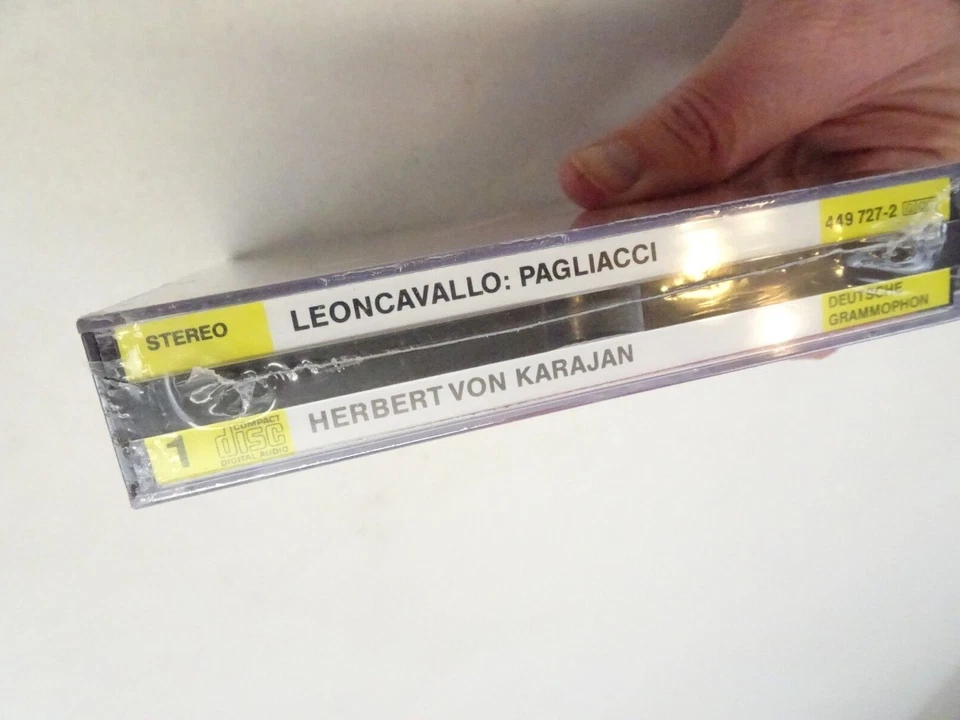 STEREO
LEONCAVALLO: PAGLIACCI
449 727-2
1
COMPACT
disc
DIGITAL AUDIO
HERBERT VON KARAJAN
DEUTSCHE
GRAMMOPHON